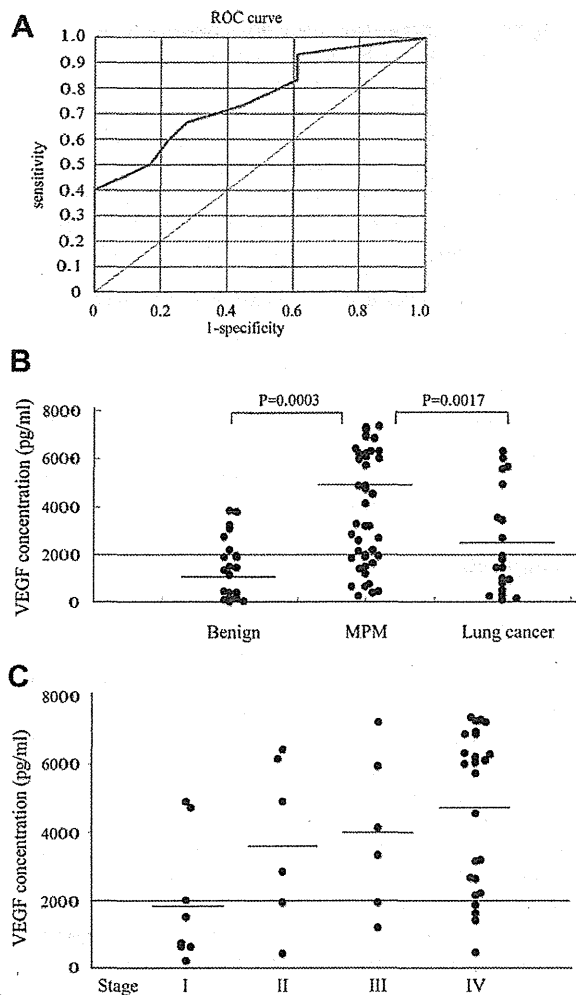 A
ROC curve
1.0
0.9
0.8
0.7
0.6
0.5
0.4
0.3
0.2
0.1
0
sensitivity
0 0.2 0.4 0.6 0.8 1.0
1-specificity
B
P=0.0003 P=0.0017
8000
6000
4000
2000
0
VEGF concentration (pg/ml)
Benign MPM Lung cancer
C
8000
6000
4000
2000
0
VEGF concentration (pg/ml)
Stage I II III IV